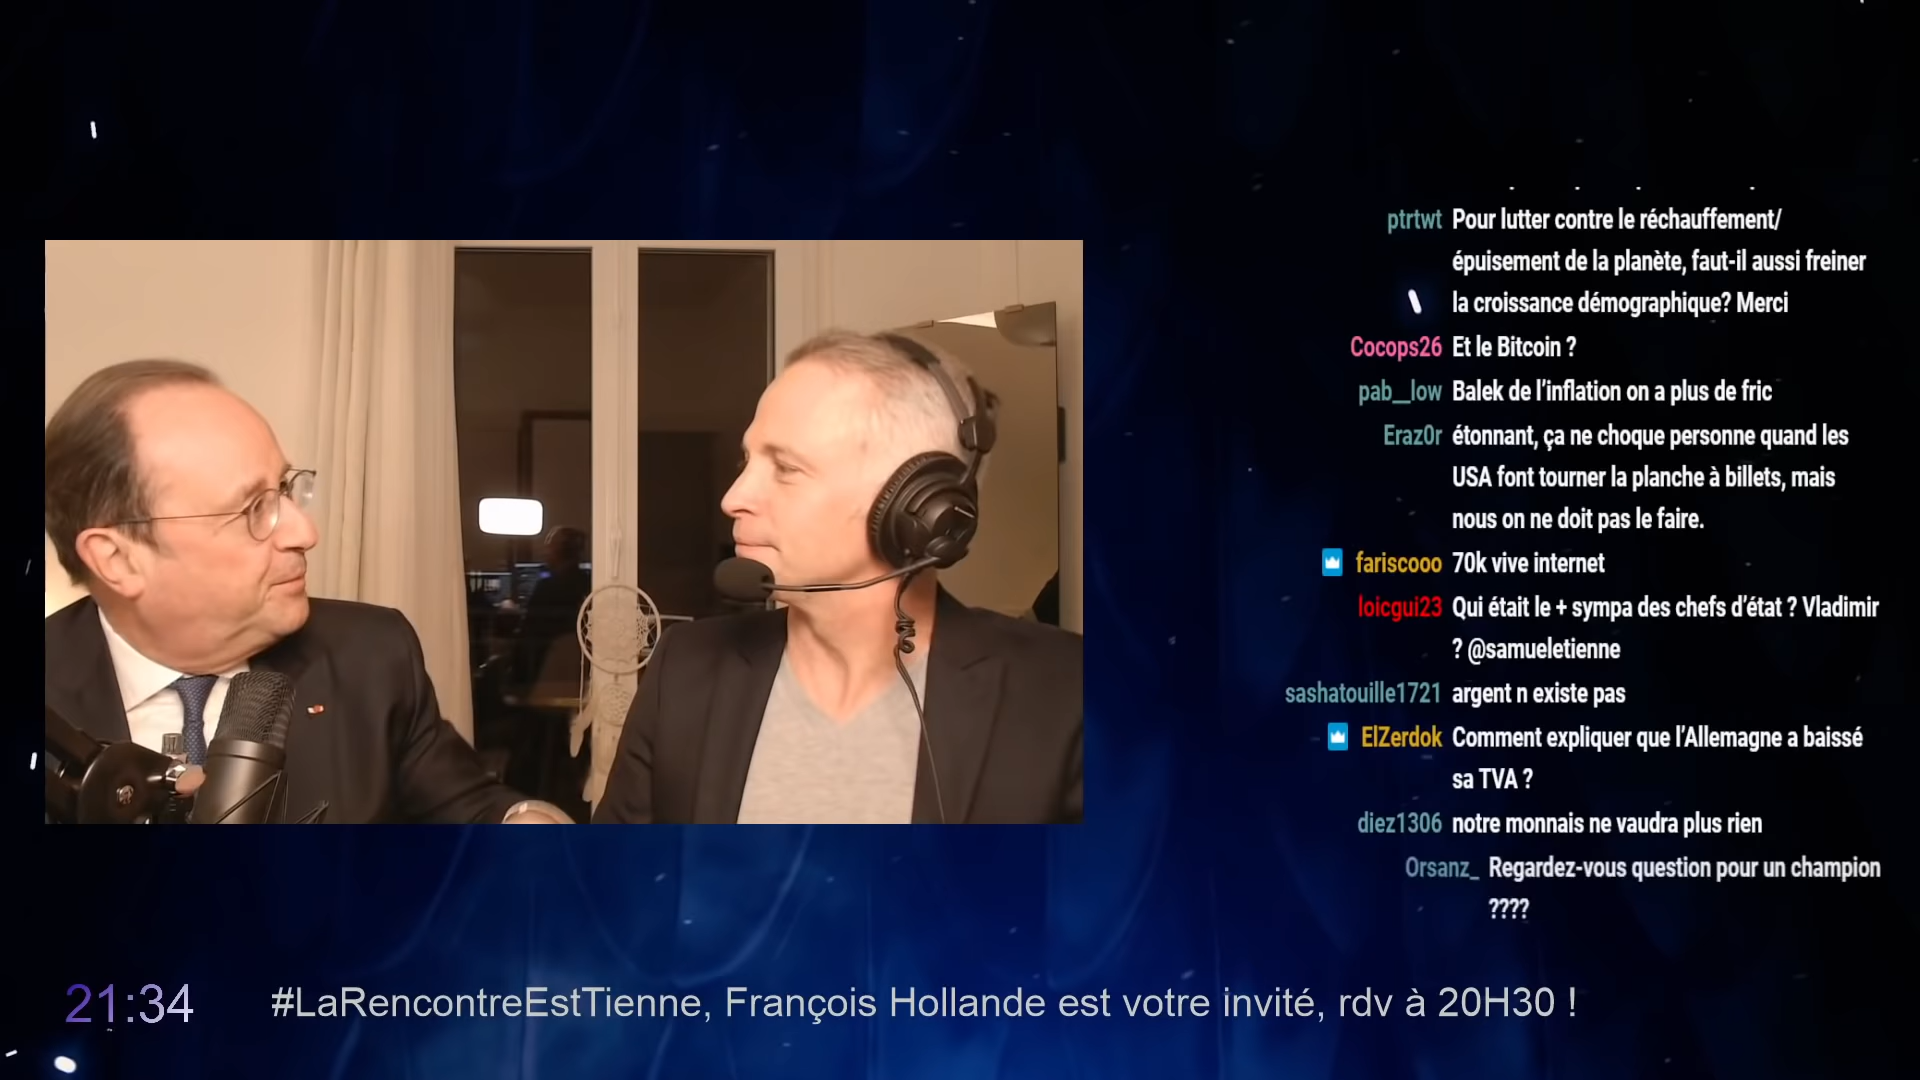 ptrtwt Pour lutter contre le réchauffement/
épuisement de la planète, faut-il aussi freiner
la croissance démographique? Merci
Cocops26 Et le Bitcoin ?
pab__low Balek de l'inflation on a plus de fric
Eraz0r étonnant, ça ne choque personne quand les
USA font tourner la planche à billets, mais
nous on ne doit pas le faire.
fariscooo 70k vive internet
loicgui23 Qui était le + sympa des chefs d'état ? Vladimir
? @samueletienne
sashatouille1721 argent n existe pas
ElZerdok Comment expliquer que l'Allemagne a baissé
sa TVA ?
diez1306 notre monnais ne vaudra plus rien
Orsanz_ Regardez-vous question pour un champion
????
21:34 #LaRencontreEstTienne, François Hollande est votre invité, rdv à 20H30 !